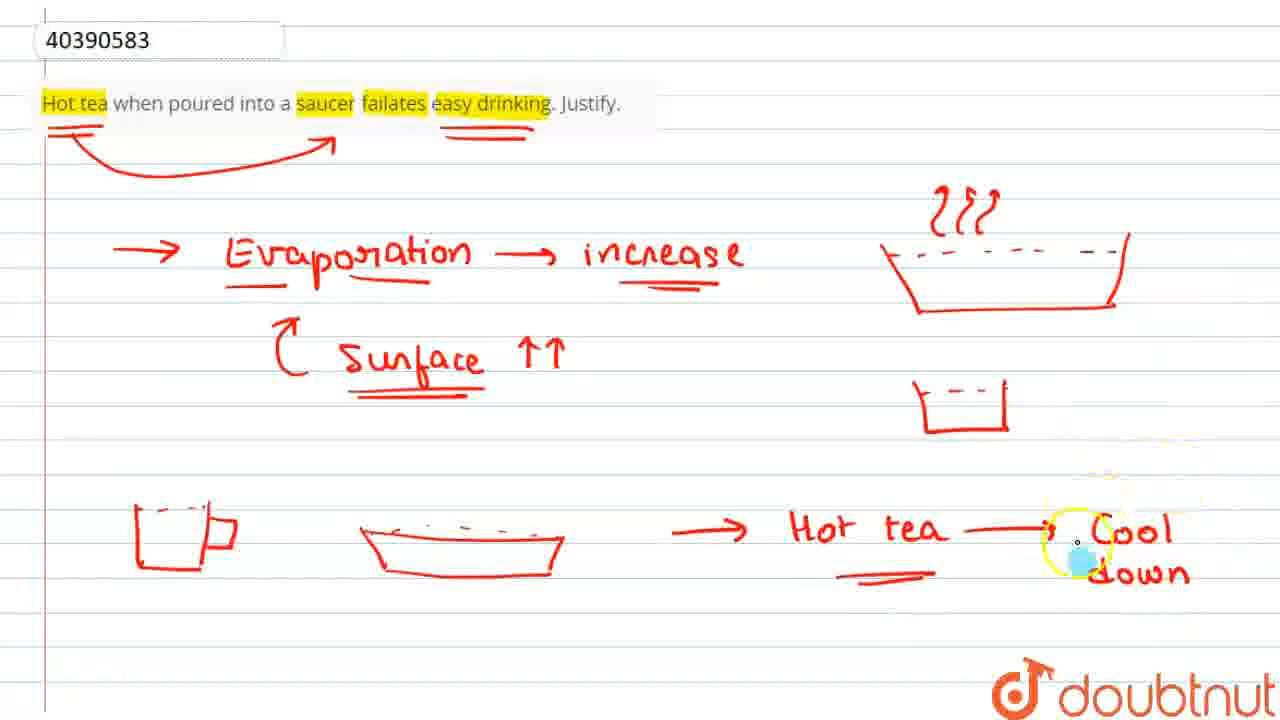 40390583
Hot tea when poured into a saucer failates easy drinking. Justify.
→ Evaporation → increase
Surface ↑↑
→ Hot tea → Cool
down
doubtnut